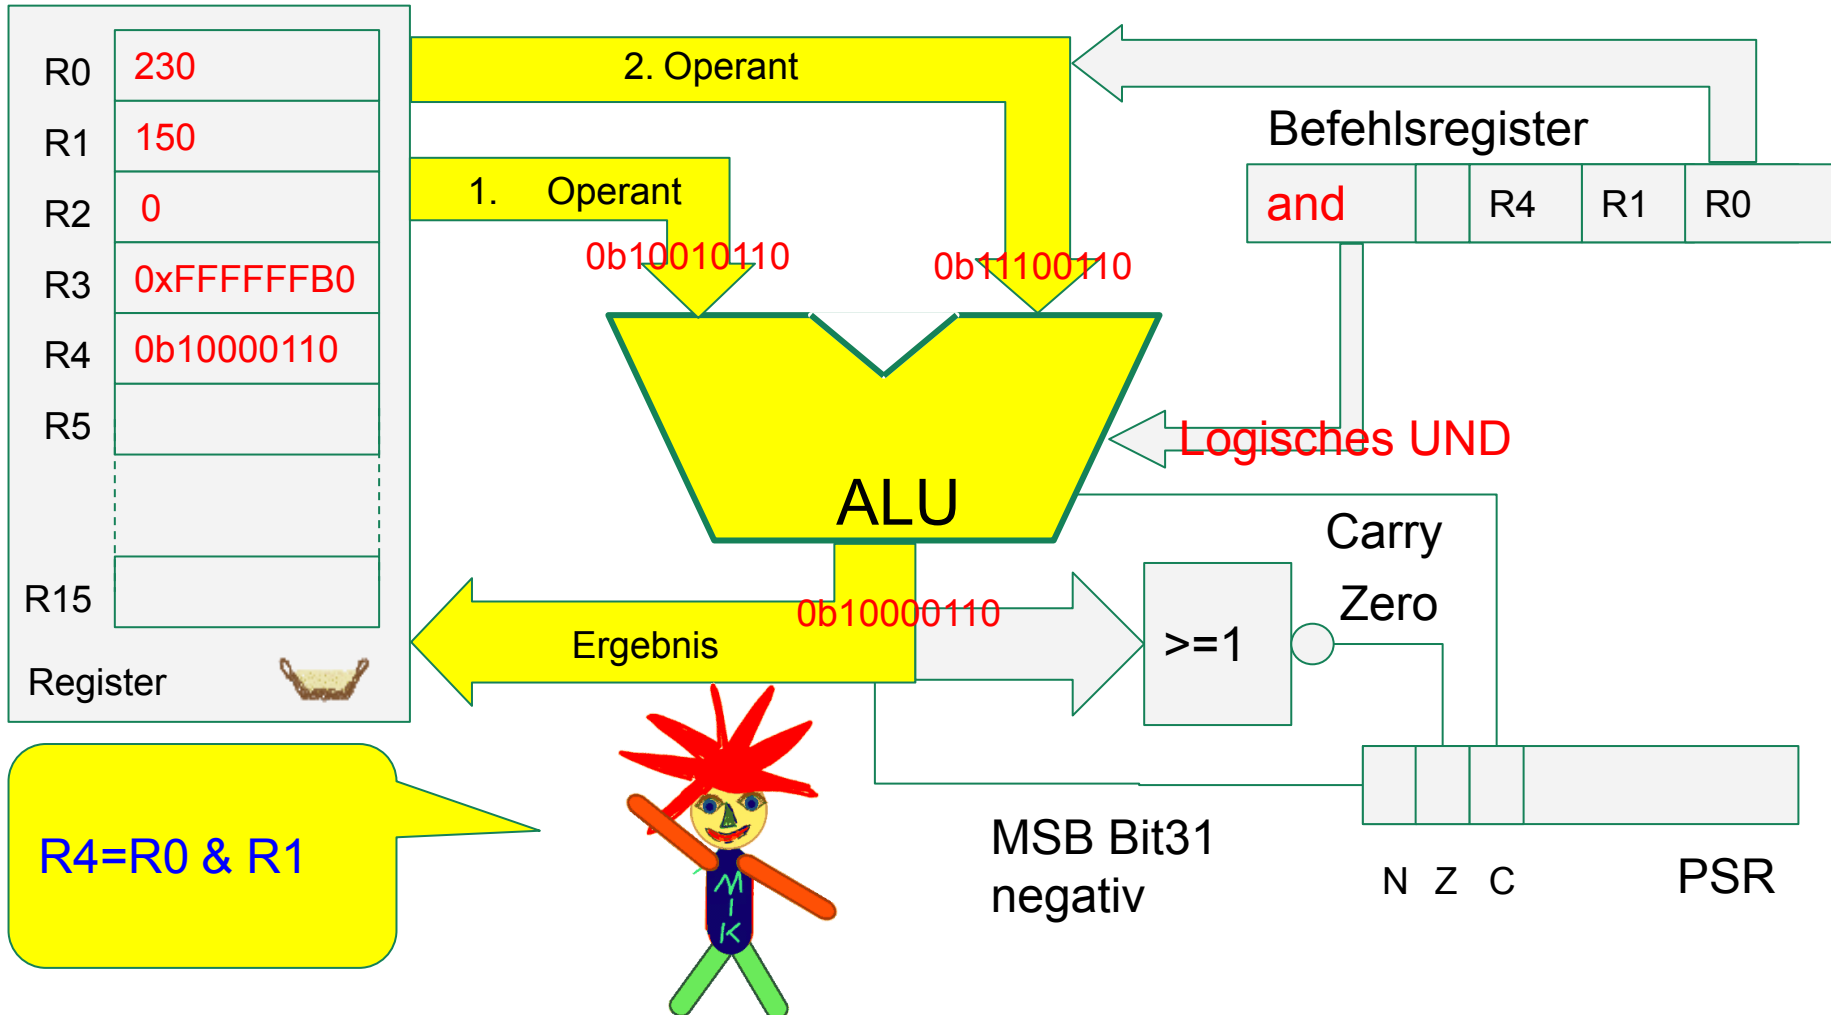 R0 230
R1 150
R2 0
R3 0xFFFFFFB0
R4 0b10000110
R5
R15
Register
2. Operant
1. Operant
0b10010110
0b11100110
Befehlsregister
and R4 R1 R0
Logisches UND
ALU
Carry
Zero
0b10000110
Ergebnis
>=1
R4=R0 & R1
MIK
MSB Bit31
negativ
N Z C
PSR